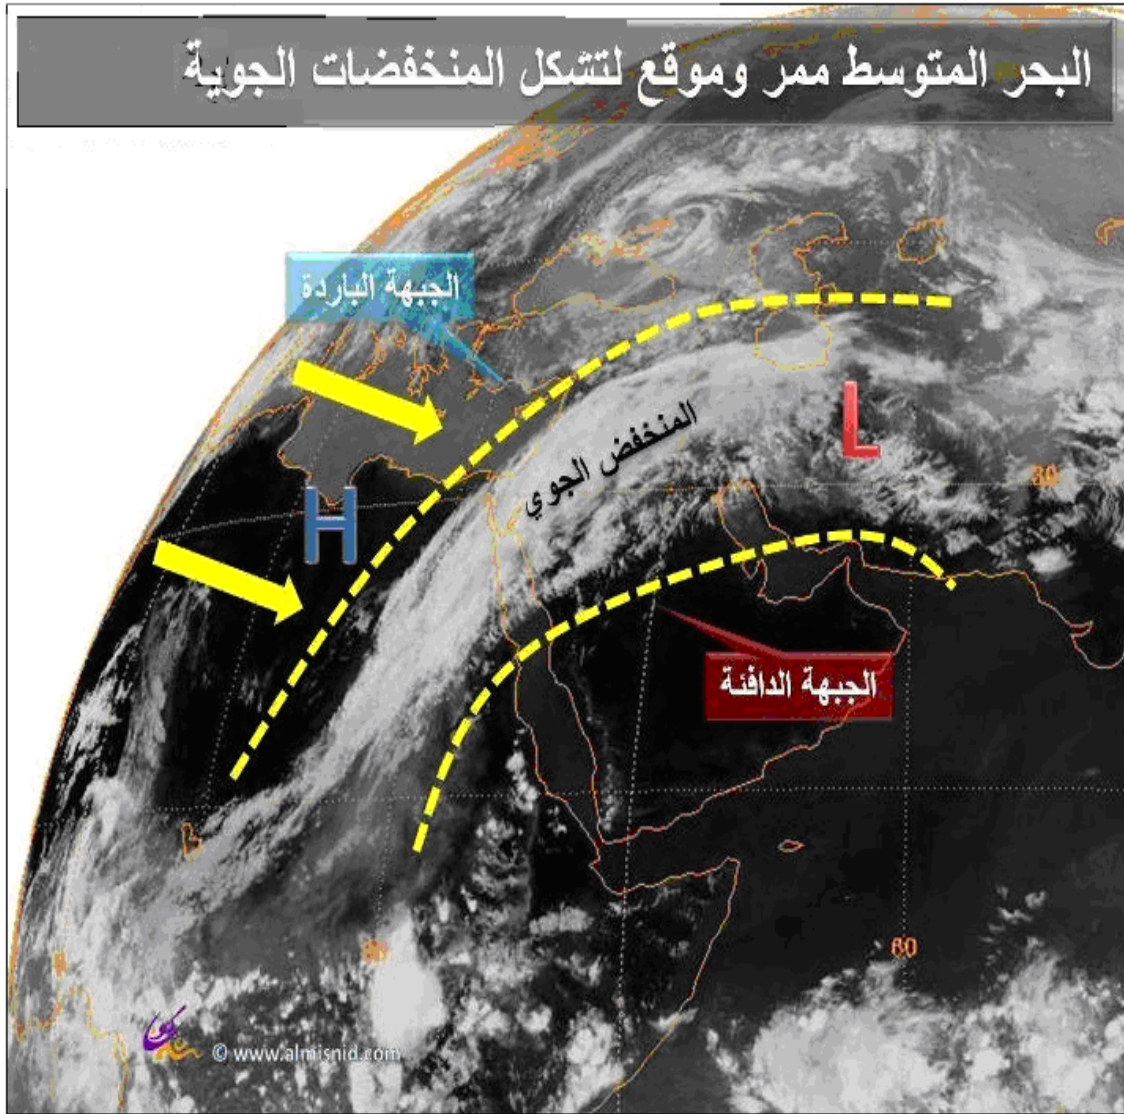 البحر المتوسط ممر وموقع لتشكل المنخفضات الجوية
الجبهة الباردة
المنخفض الجوي
L
30
H
الجبهة الدافئة
60
© www.almisnid.com